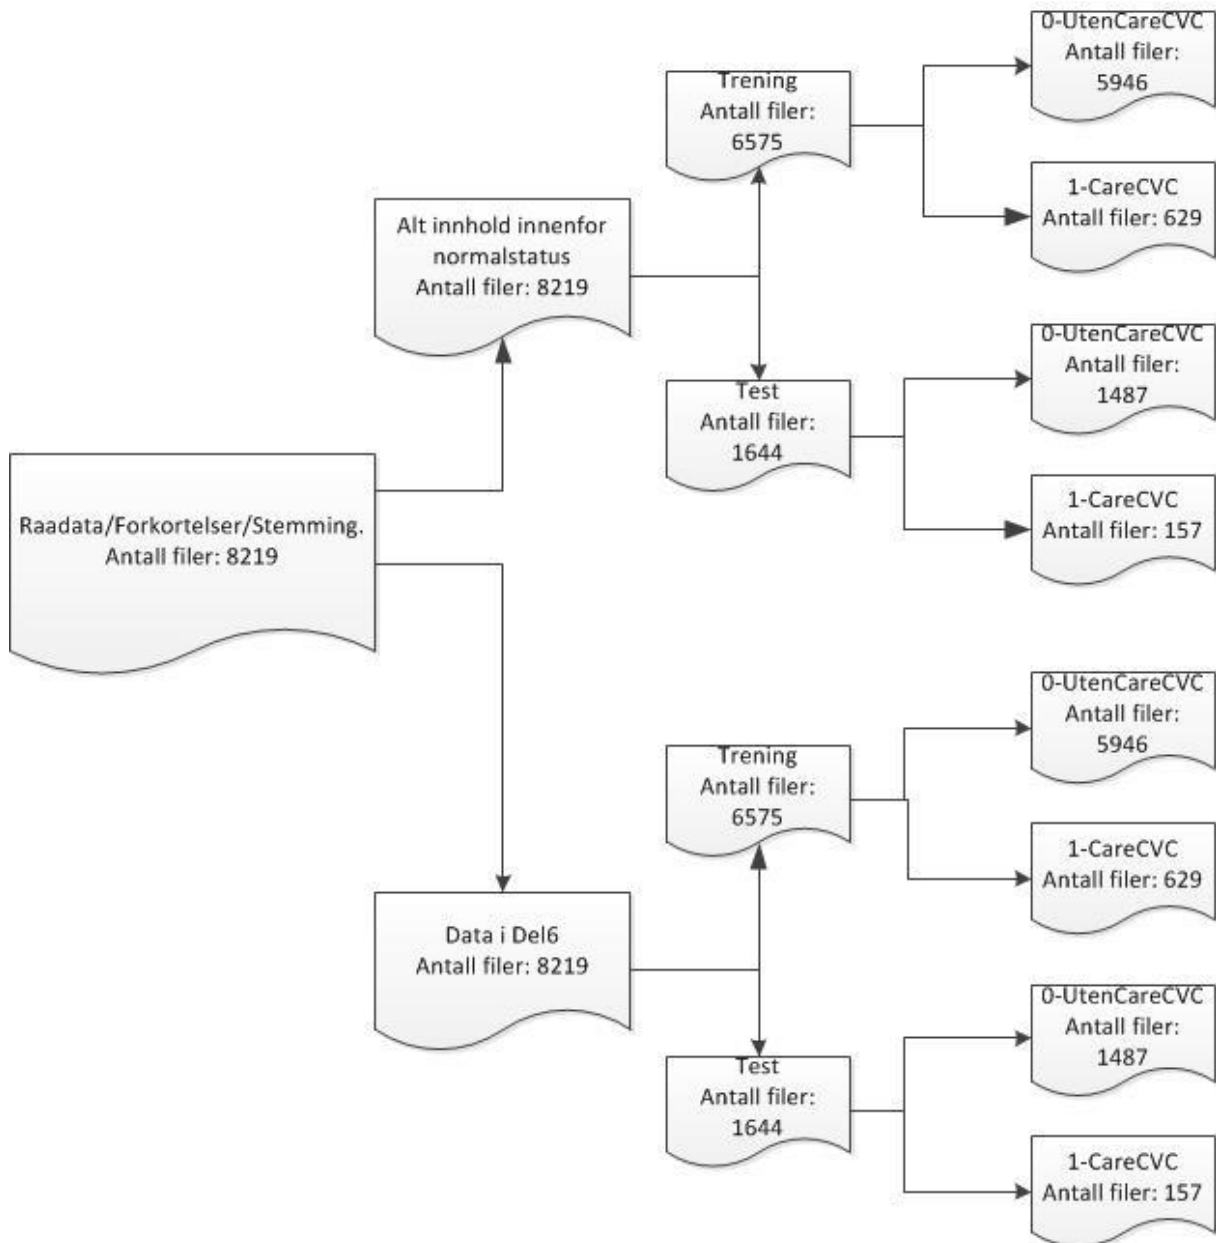 Raadata/Forkortelser/Stemming.
Antall filer: 8219
Alt innhold innenfor
normalstatus
Antall filer: 8219
Trening
Antall filer:
6575
0-UtenCareCVC
Antall filer:
5946
1-CareCVC
Antall filer: 629
Test
Antall filer:
1644
0-UtenCareCVC
Antall filer:
1487
1-CareCVC
Antall filer: 157
Data i Del6
Antall filer: 8219
Trening
Antall filer:
6575
0-UtenCareCVC
Antall filer:
5946
1-CareCVC
Antall filer: 629
Test
Antall filer:
1644
0-UtenCareCVC
Antall filer:
1487
1-CareCVC
Antall filer: 157